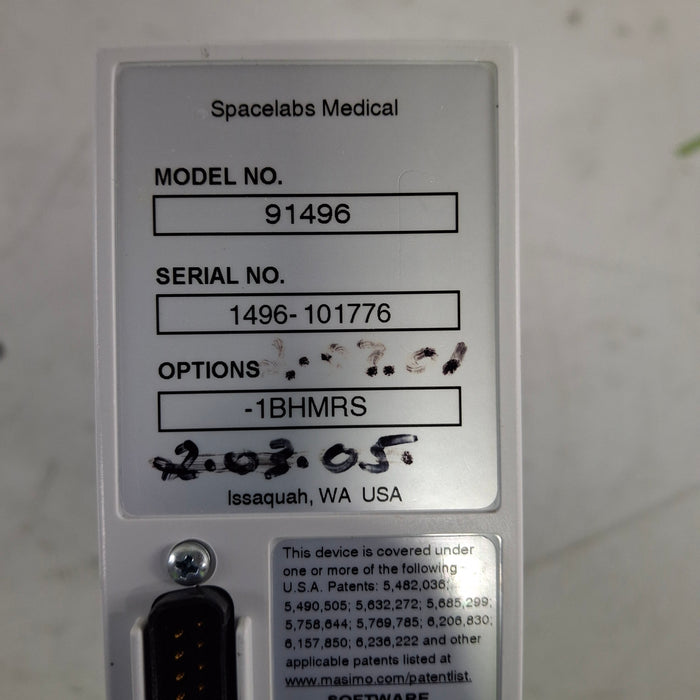 Spacelabs Medical
MODEL NO.
91496
SERIAL NO.
1496-101776
OPTIONS
-1BHMRS
2.03.05.
Issaquah, WA USA
This device is covered under
one or more of the following
U.S.A. Patents: 5,482,036;
5,490,505; 5,632,272; 5,685,299;
5,758,644; 5,769,785; 6,206,830;
6,157,850; 6,236,222 and other
applicable patents listed at
www.masimo.com/patentlist.
SOFTWARE